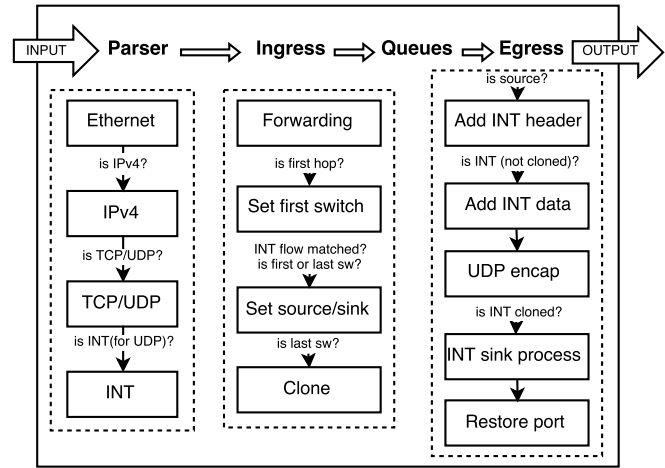 INPUT
Parser
Ingress
Queues
Egress
OUTPUT
Ethernet
is IPv4?
IPv4
is TCP/UDP?
TCP/UDP
is INT(for UDP)?
INT
Forwarding
is first hop?
Set first switch
INT flow matched?
is first or last sw?
Set source/sink
is last sw?
Clone
is source?
Add INT header
is INT (not cloned)?
Add INT data
UDP encap
is INT cloned?
INT sink process
Restore port